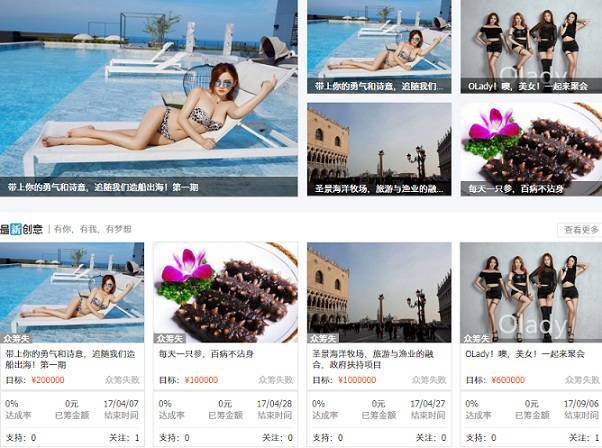 带上你的勇气和诗意，追随我们造船出海！第一期
带上你的勇气和诗意，追随我们...
OLady！噢，美女！一起来聚会
OLady
圣景海洋牧场，旅游与渔业的融...
每天一只参，百病不沾身
最新创意 | 有你，有我，有梦想
查看更多
众筹失
众筹失
众筹失
众筹失
OLady
带上你的勇气和诗意，追随我们造
船出海！第一期
每天一只参，百病不沾身
圣景海洋牧场，旅游与渔业的融
合，政府扶持项目
OLady！噢，美女！一起来聚会
目标：¥200000 众筹失败
目标：¥100000 众筹失败
目标：¥1000000 众筹失败
目标：¥600000 众筹失败
0% 0元 17/04/07
达成率 已筹金额 结束时间
0% 0元 17/04/28
达成率 已筹金额 结束时间
0% 0元 17/04/28
达成率 已筹金额 结束时间
0% 0元 17/09/06
达成率 已筹金额 结束时间
支持：0 关注：1
支持：0 关注：0
支持：0 关注：0
支持：0 关注：1